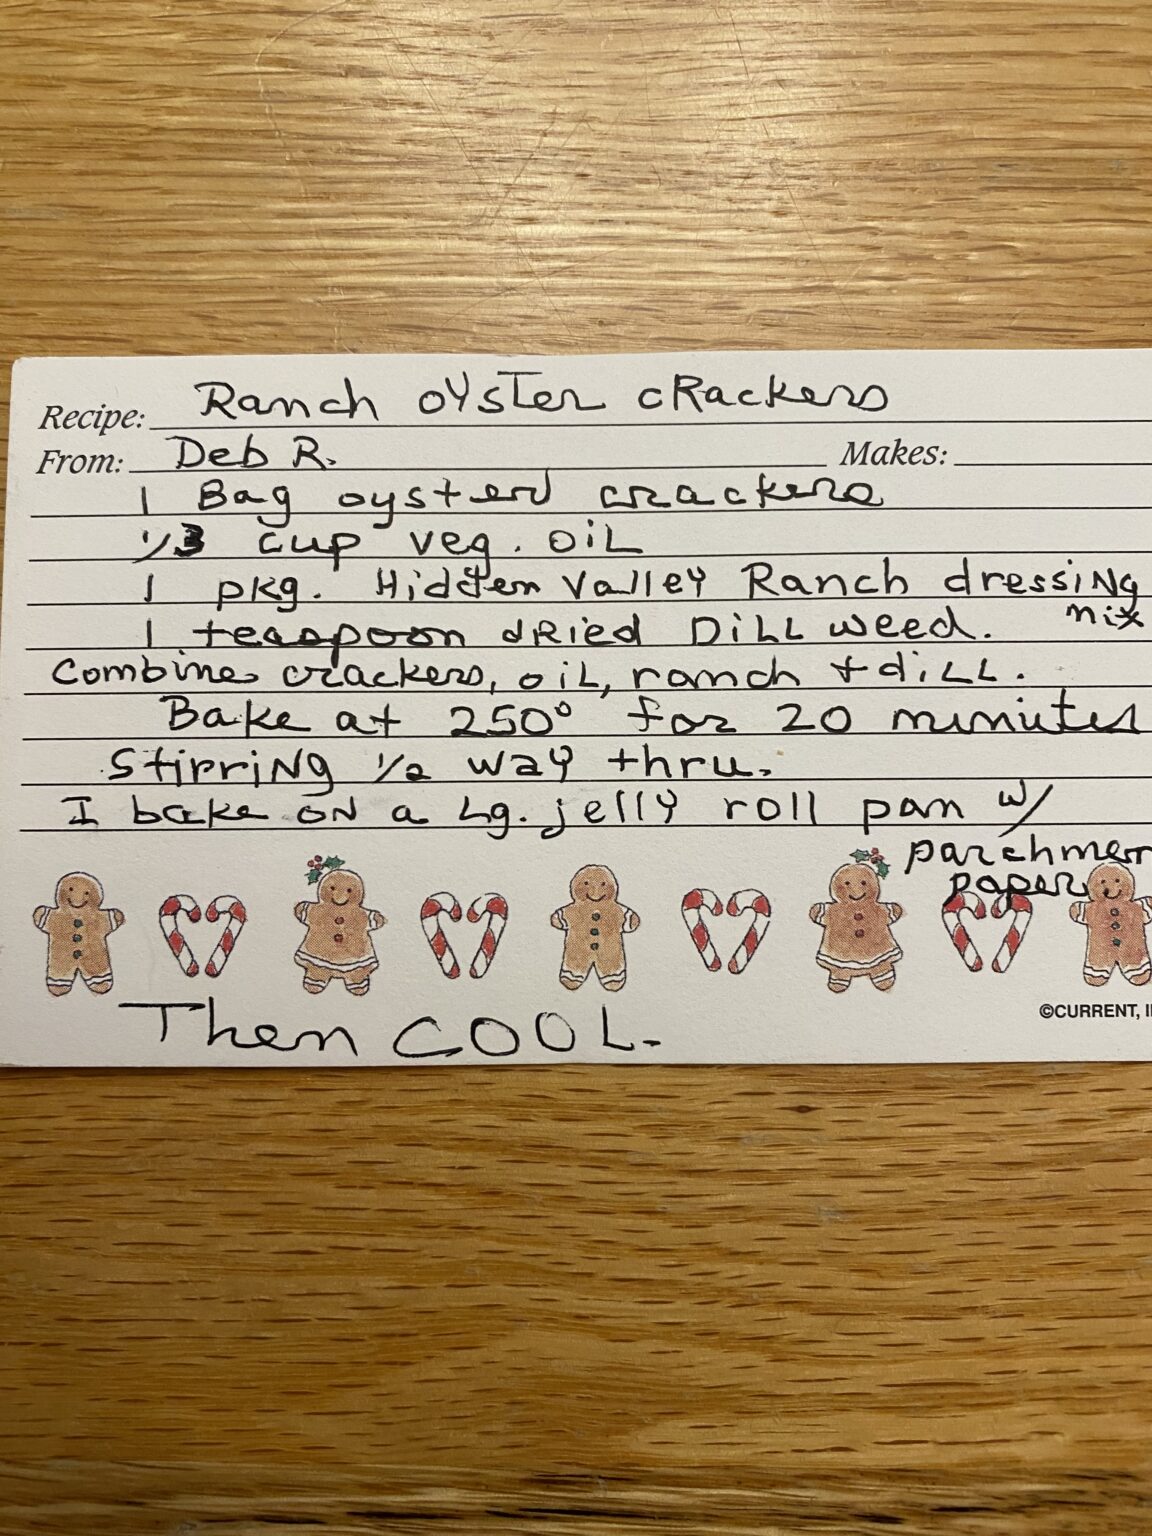 Recipe: Ranch oyster crackers
From: Deb R. Makes:
1 Bag oyster crackers
1/3 cup veg. oil
1 pkg. Hidden Valley Ranch dressing
mix
1 teaspoon dried Dill weed.
Combine crackers, oil, ranch + dill.
Bake at 250° for 20 minutes
Stirring 1/2 way thru.
I bake on a Lg. jelly roll pan w/
parchmen
paper
©CURRENT, I
Then COOL.